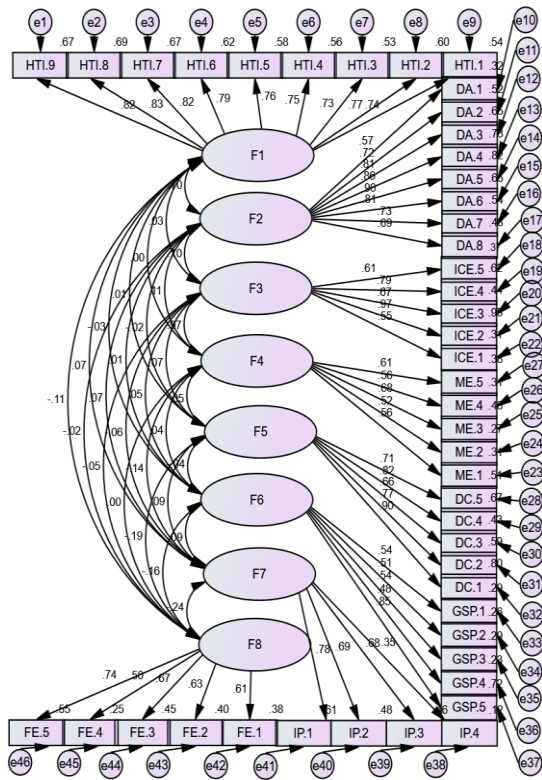 e1 e2 e3 e4 e5 e6 e7 e8 e9 e10
.67 .69 .67 .62 .58 .56 .53 .60 .54
HTI.9 HTI.8 HTI.7 HTI.6 HTI.5 HTI.4 HTI.3 HTI.2 HTI.1
.82 .83 .82 .79 .76 .75 .73 .77 .74
e11
DA.1
e12
DA.2
e13
DA.3
e14
DA.4
e15
DA.5
e16
DA.6
e17
DA.7
e18
DA.8
F1
.57
.72
.81
.86
.90
.81
.73
.69
F2
e19
ICE.5
e20
ICE.4
e21
ICE.3
e22
ICE.2
ICE.1
.61
.79
.67
.97
.55
F3
e27
ME.5
e26
ME.4
e25
ME.3
e24
ME.2
e23
ME.1
.61
.56
.68
.52
.56
F4
e28
DC.5
e29
DC.4
e30
DC.3
e31
DC.2
e32
DC.1
.71
.82
.66
.77
.90
F5
e33
GSP.1
e34
GSP.2
e35
GSP.3
e36
GSP.4
e37
GSP.5
.54
.51
.54
.48
.85
F6
F7
F8
.03
.00
-.03
-.02
.07
.01
.07
-.11
.07
.05
-.02
.06
.04
-.05
.14
.00
.09
-.19
-.16
.24
.78 .69 .68 .35
.74 .50 .67 .63 .61
.55 .25 .45 .40 .38 .61 .48
FE.5 FE.4 FE.3 FE.2 FE.1 IP.1 IP.2 IP.3 IP.4
e46 e45 e44 e43 e42 e41 e40 e39 e38